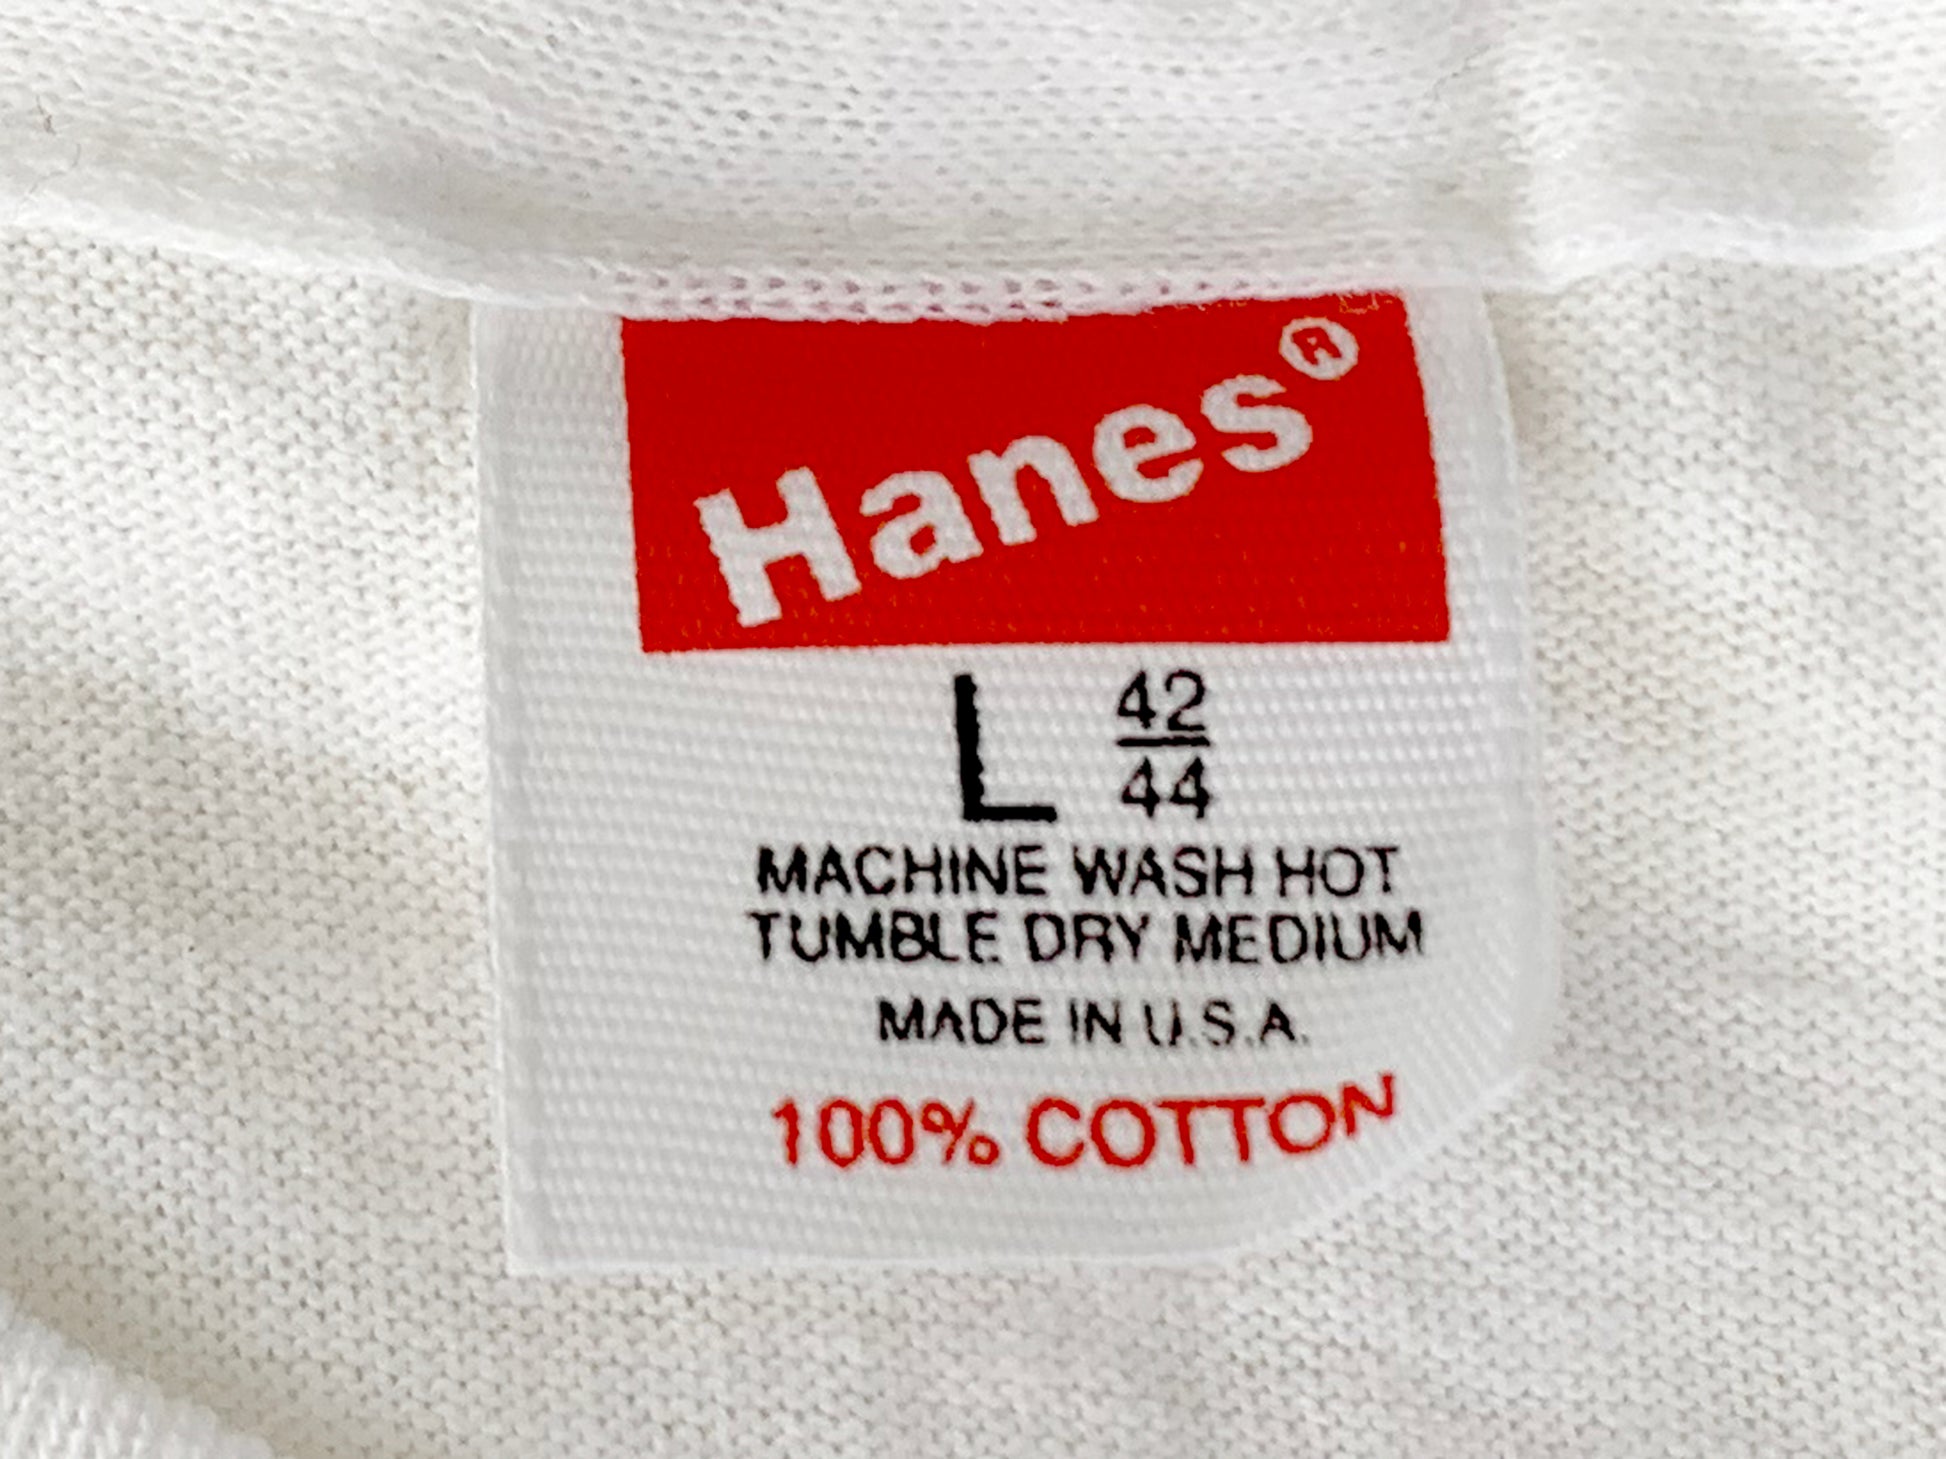 Hanes®
L 42/44
MACHINE WASH HOT
TUMBLE DRY MEDIUM
MADE IN U.S.A.
100% COTTON